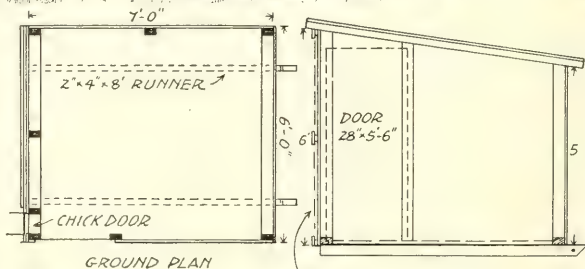 7'-0"
2"x4"x8' RUNNER
6'-0"
CHICK DOOR
GROUND PLAN
DOOR
28"x5'-6"
6'
5